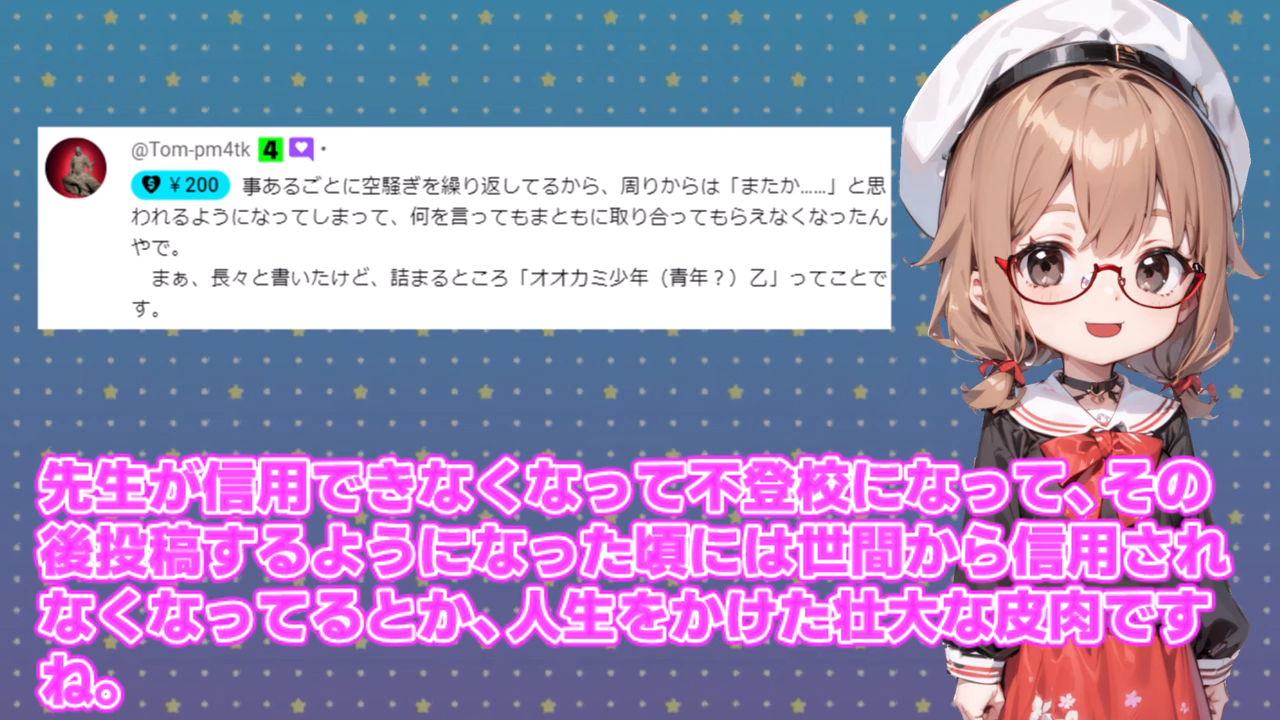 @Tom-pm4tk 4 •
¥200 事あるごとに空騒ぎを繰り返してるから、周りからは「またか……」と思
われるようになってしまって、何を言ってもまともに取り合ってもらえなくなったん
やで。
　まぁ、長々と書いたけど、詰まるところ「オオカミ少年（青年？）乙」ってことで
す。
先生が信用できなくなって不登校になって、その
後投稿するようになった頃には世間から信用され
なくなってるとか、人生をかけた壮大な皮肉です
ね。